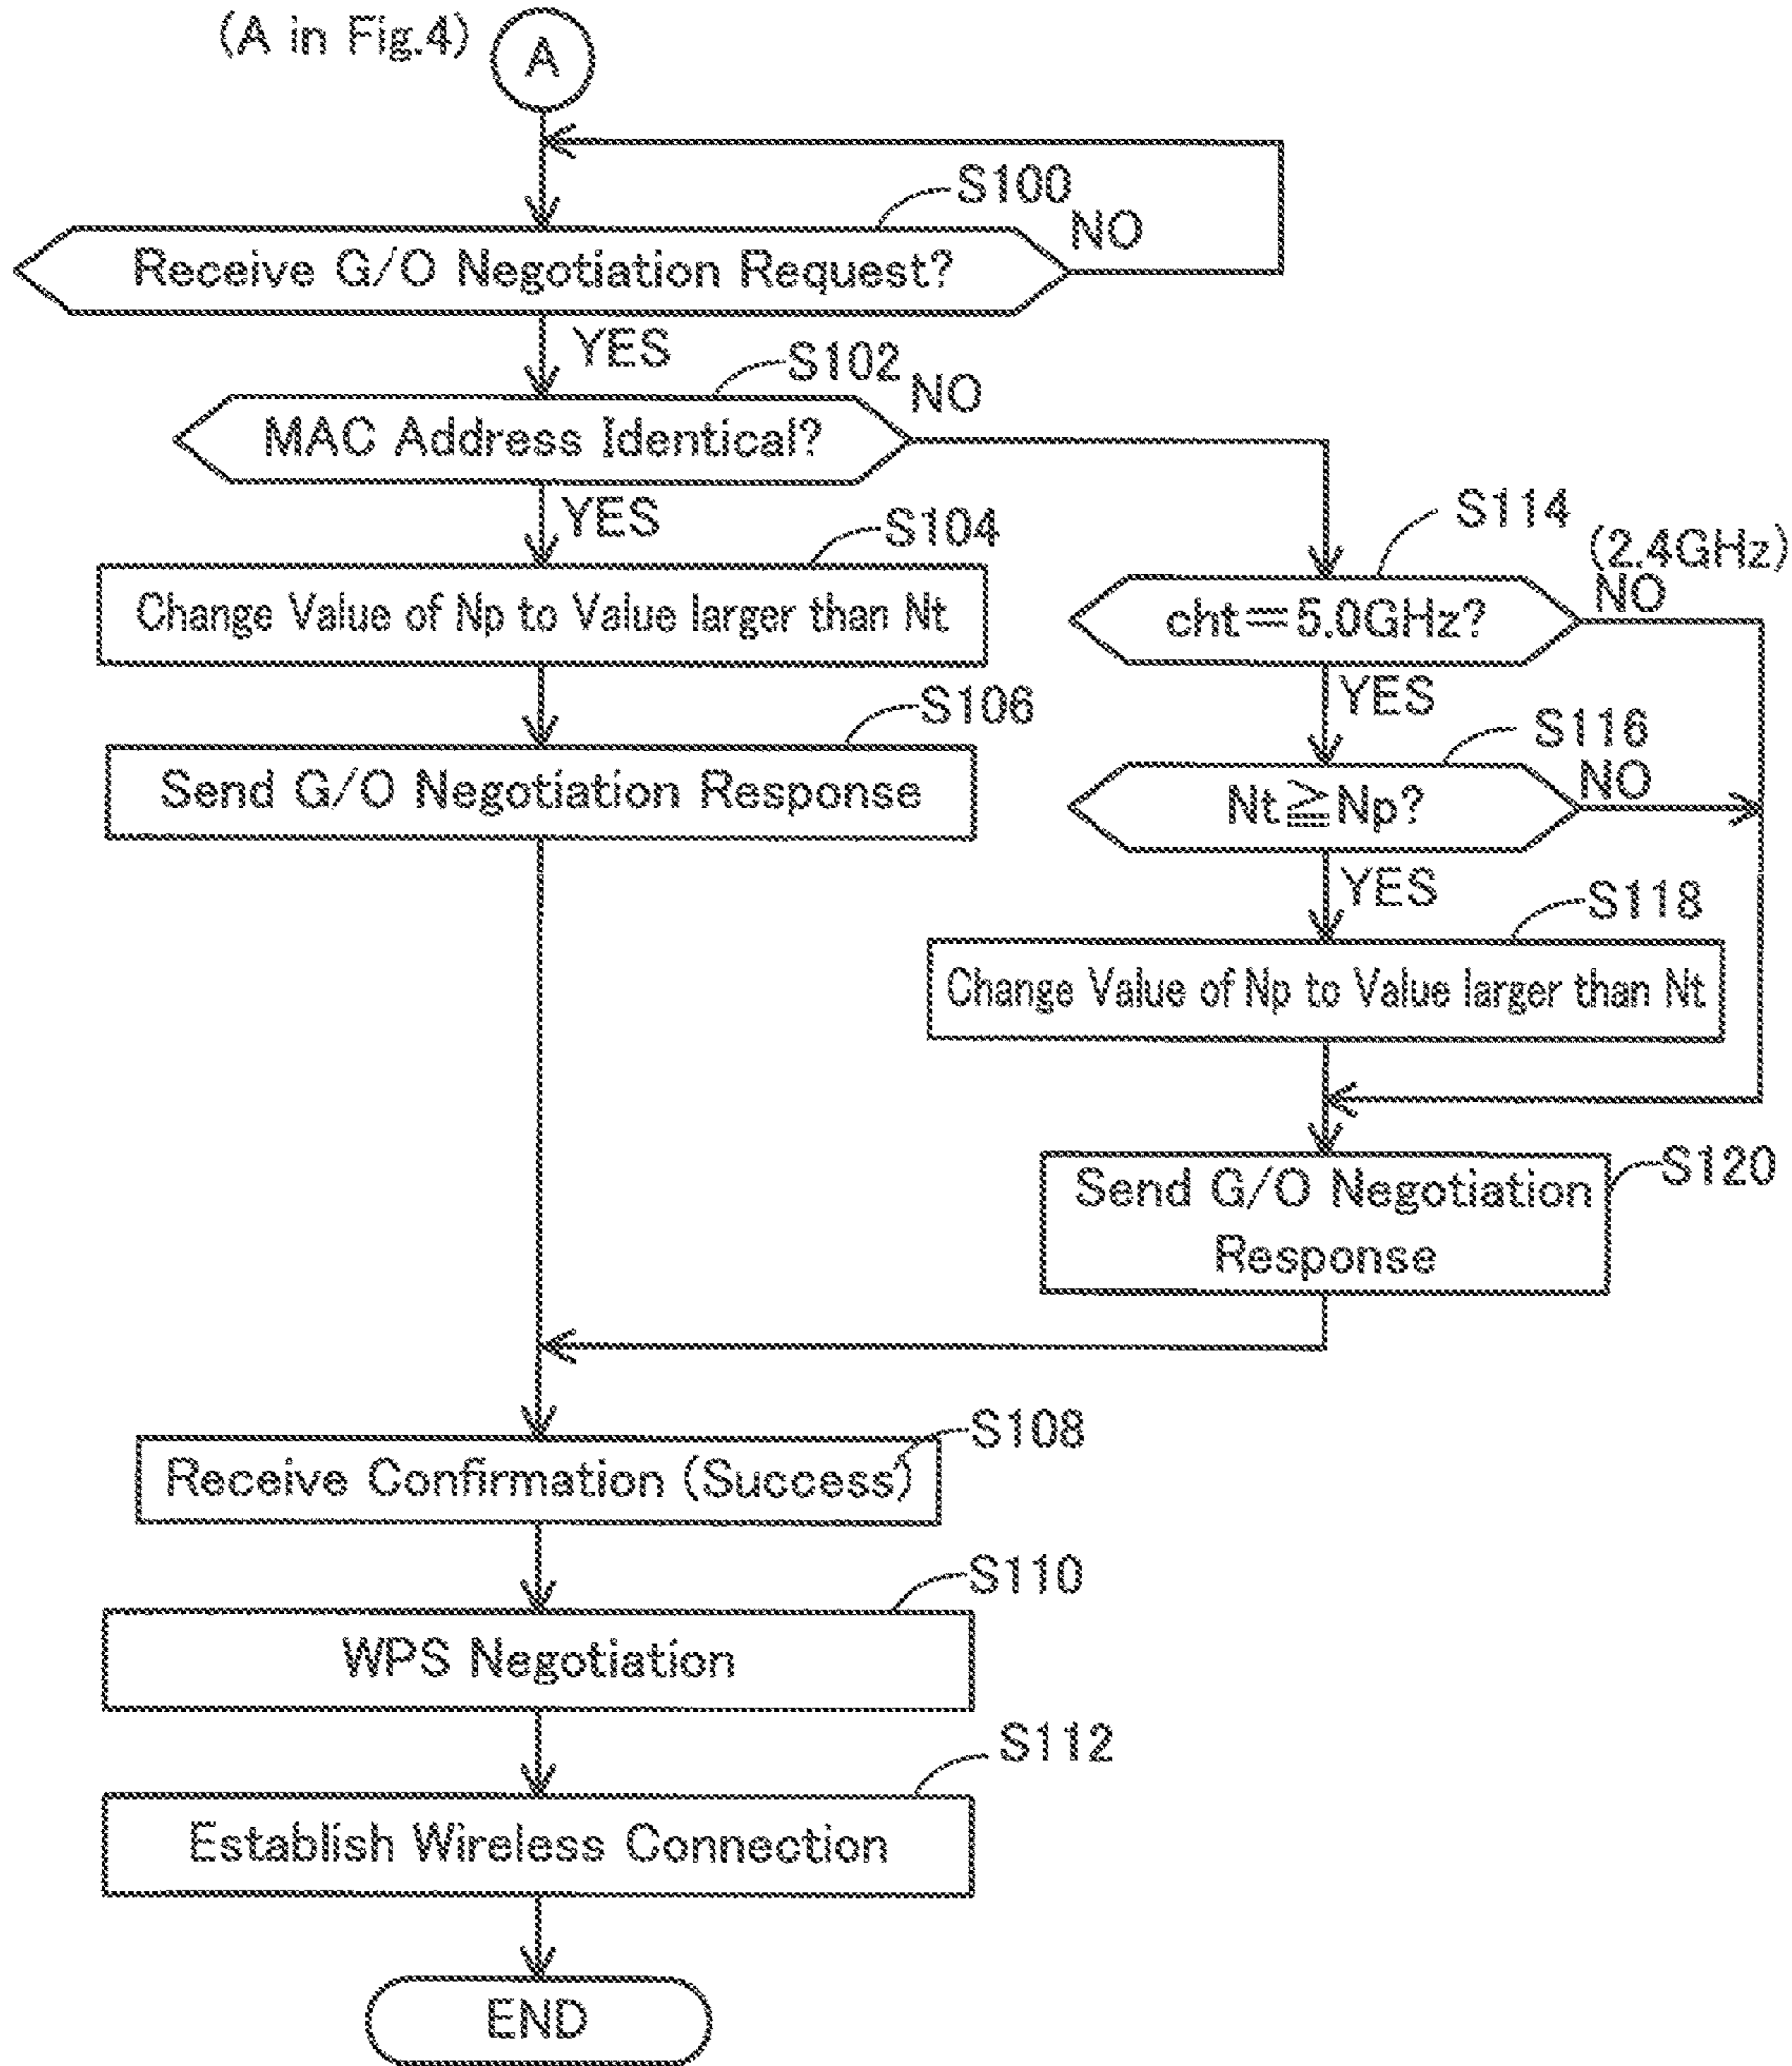 (A in Fig.4)
A
S100
NO
Receive G/O Negotiation Request?
YES
S102
NO
MAC Address Identical?
YES
S104
Change Value of Np to Value larger than Nt
S106
Send G/O Negotiation Response
S114
(2.4GHz)
NO
cht＝5.0GHz?
YES
S116
NO
Nt≧Np?
YES
S118
Change Value of Np to Value larger than Nt
S120
Send G/O Negotiation
Response
S108
Receive Confirmation (Success)
S110
WPS Negotiation
S112
Establish Wireless Connection
END